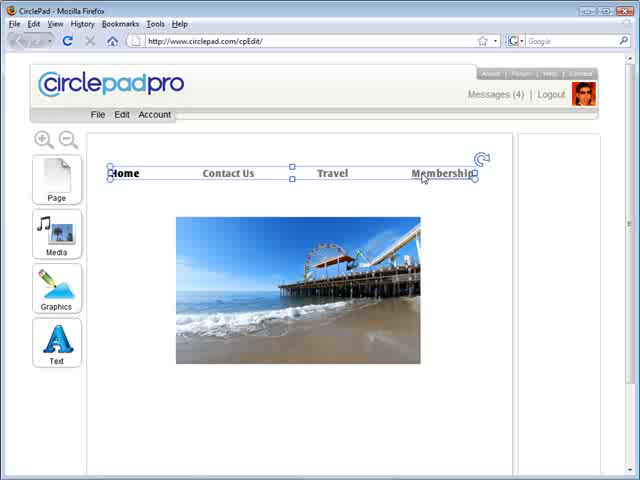 CirclePad - Mozilla Firefox
File Edit View History Bookmarks Tools Help
http://www.circlepad.com/cpEdit/
Google
circlepadpro
About | Forum | Help | Contact
Messages (4) | Logout
File Edit Account
Home Contact Us Travel Membership
Page
Media
Graphics
Text